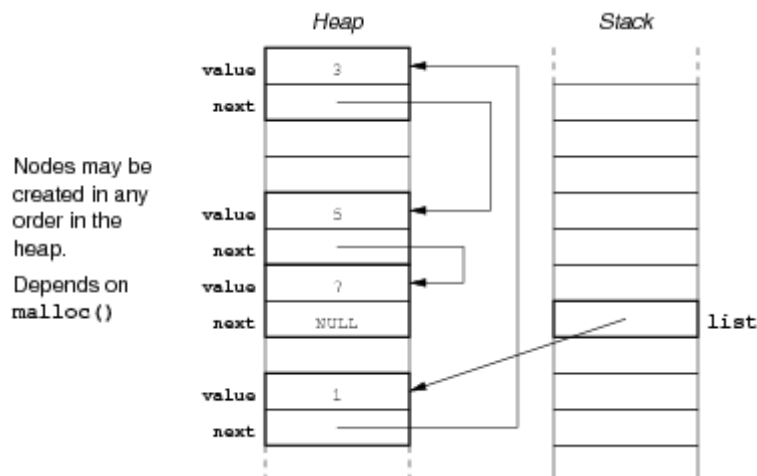 Heap
Stack
value 3
next
Nodes may be
created in any
order in the
heap.
Depends on
malloc()
value 5
next
value 7
next NULL
list
value 1
next